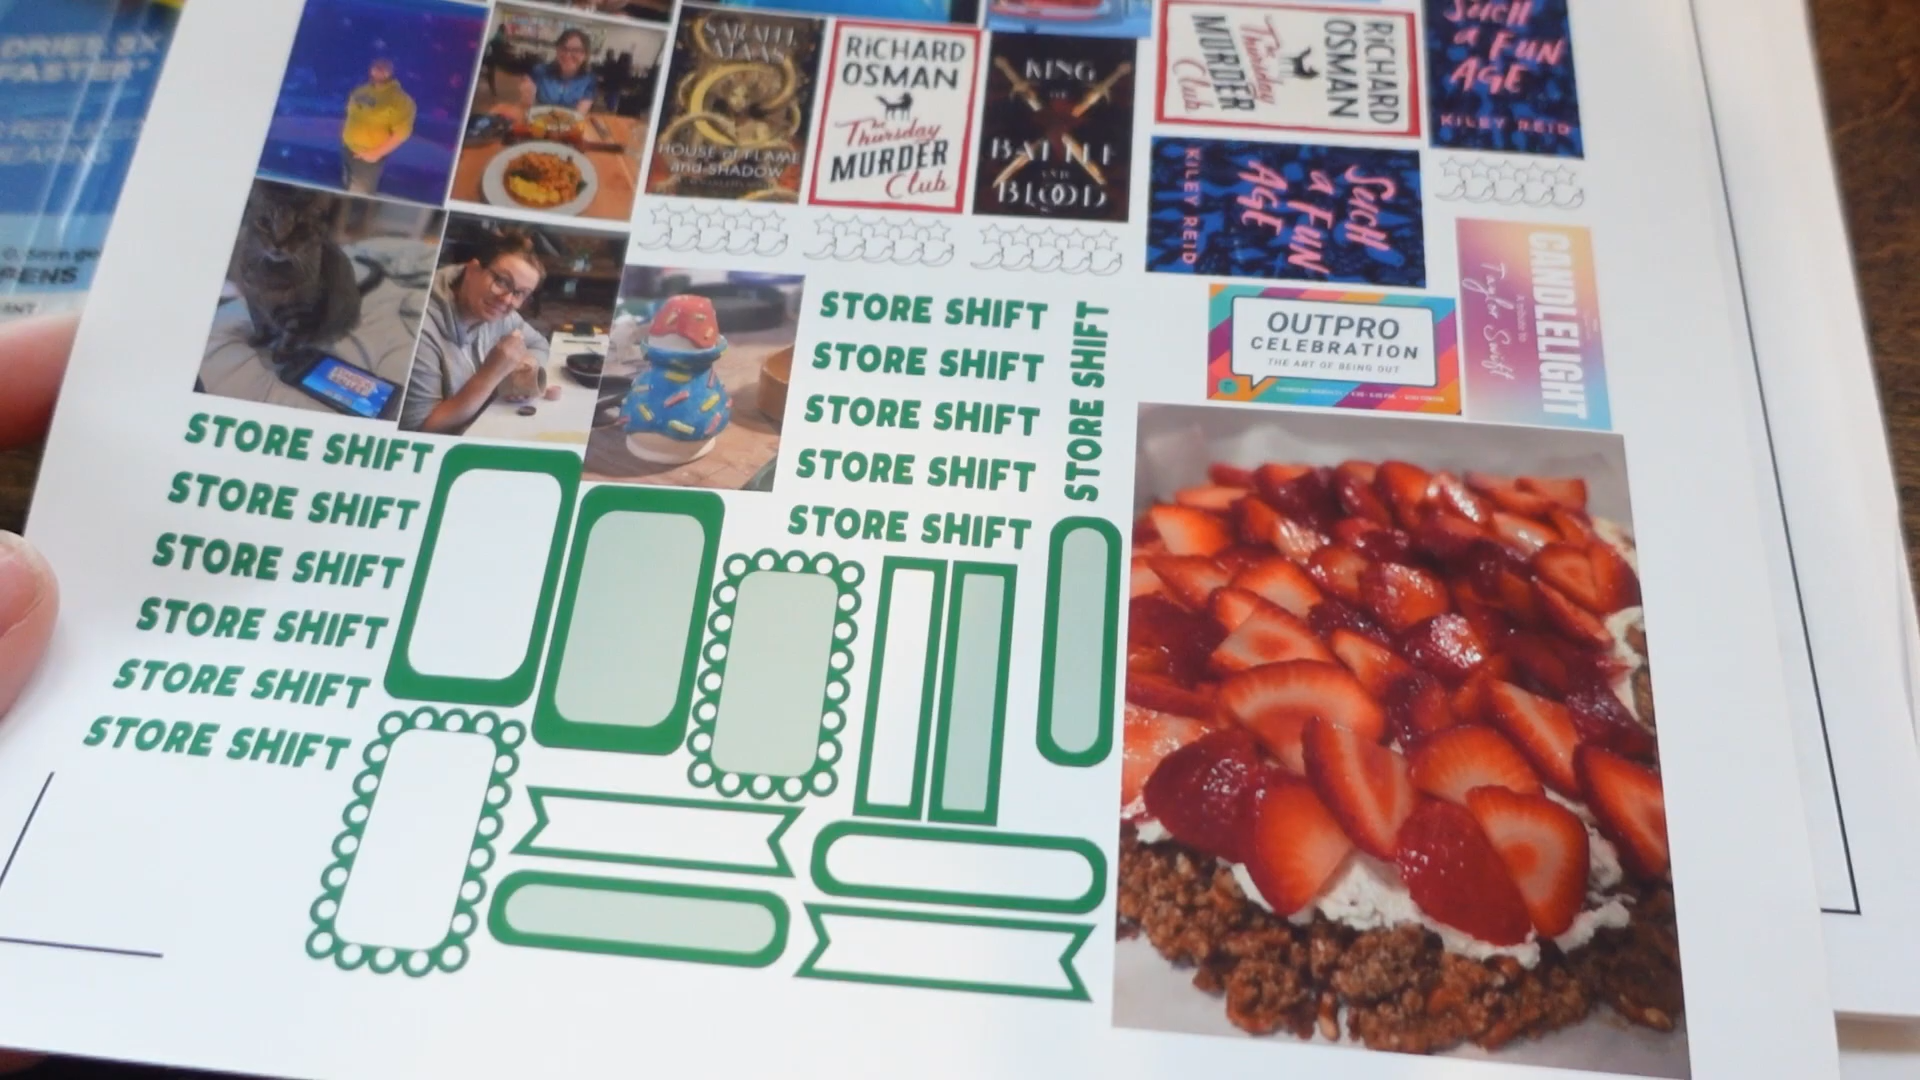 DRIES 3X
FASTER*
PENS
SARAH J.
MAAS
HOUSE of FLAME
and SHADOW
RICHARD
OSMAN
The
Thursday
MURDER
Club
KING
OF
BATTLE
AND
BLOOD
RICHARD
OSMAN
The
Thursday
MURDER
Club
Such
a FUN
AGE
KILEY REID
Such
a FUN
AGE
KILEY REID
OUTPRO
CELEBRATION
THE ART OF BEING OUT
CANDLELIGHT
Taylor Swift
STORE SHIFT
STORE SHIFT
STORE SHIFT
STORE SHIFT
STORE SHIFT
STORE SHIFT
STORE SHIFT
STORE SHIFT
STORE SHIFT
STORE SHIFT
STORE SHIFT
STORE SHIFT